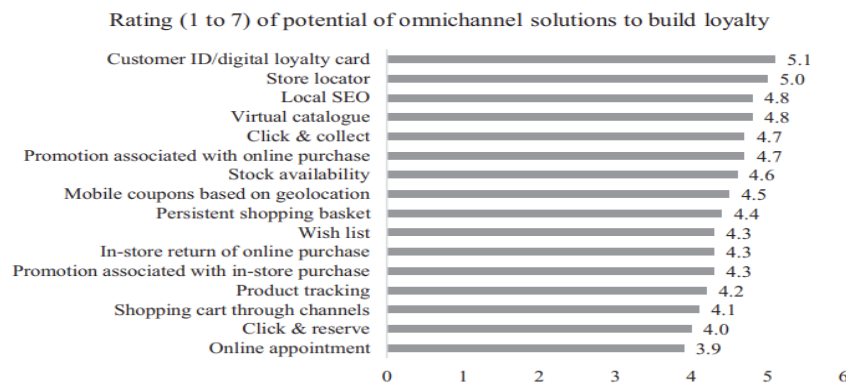 Rating (1 to 7) of potential of omnichannel solutions to build loyalty
Customer ID/digital loyalty card 5.1
Store locator 5.0
Local SEO 4.8
Virtual catalogue 4.8
Click & collect 4.7
Promotion associated with online purchase 4.7
Stock availability 4.6
Mobile coupons based on geolocation 4.5
Persistent shopping basket 4.4
Wish list 4.3
In-store return of online purchase 4.3
Promotion associated with in-store purchase 4.3
Product tracking 4.2
Shopping cart through channels 4.1
Click & reserve 4.0
Online appointment 3.9
0 1 2 3 4 5 6